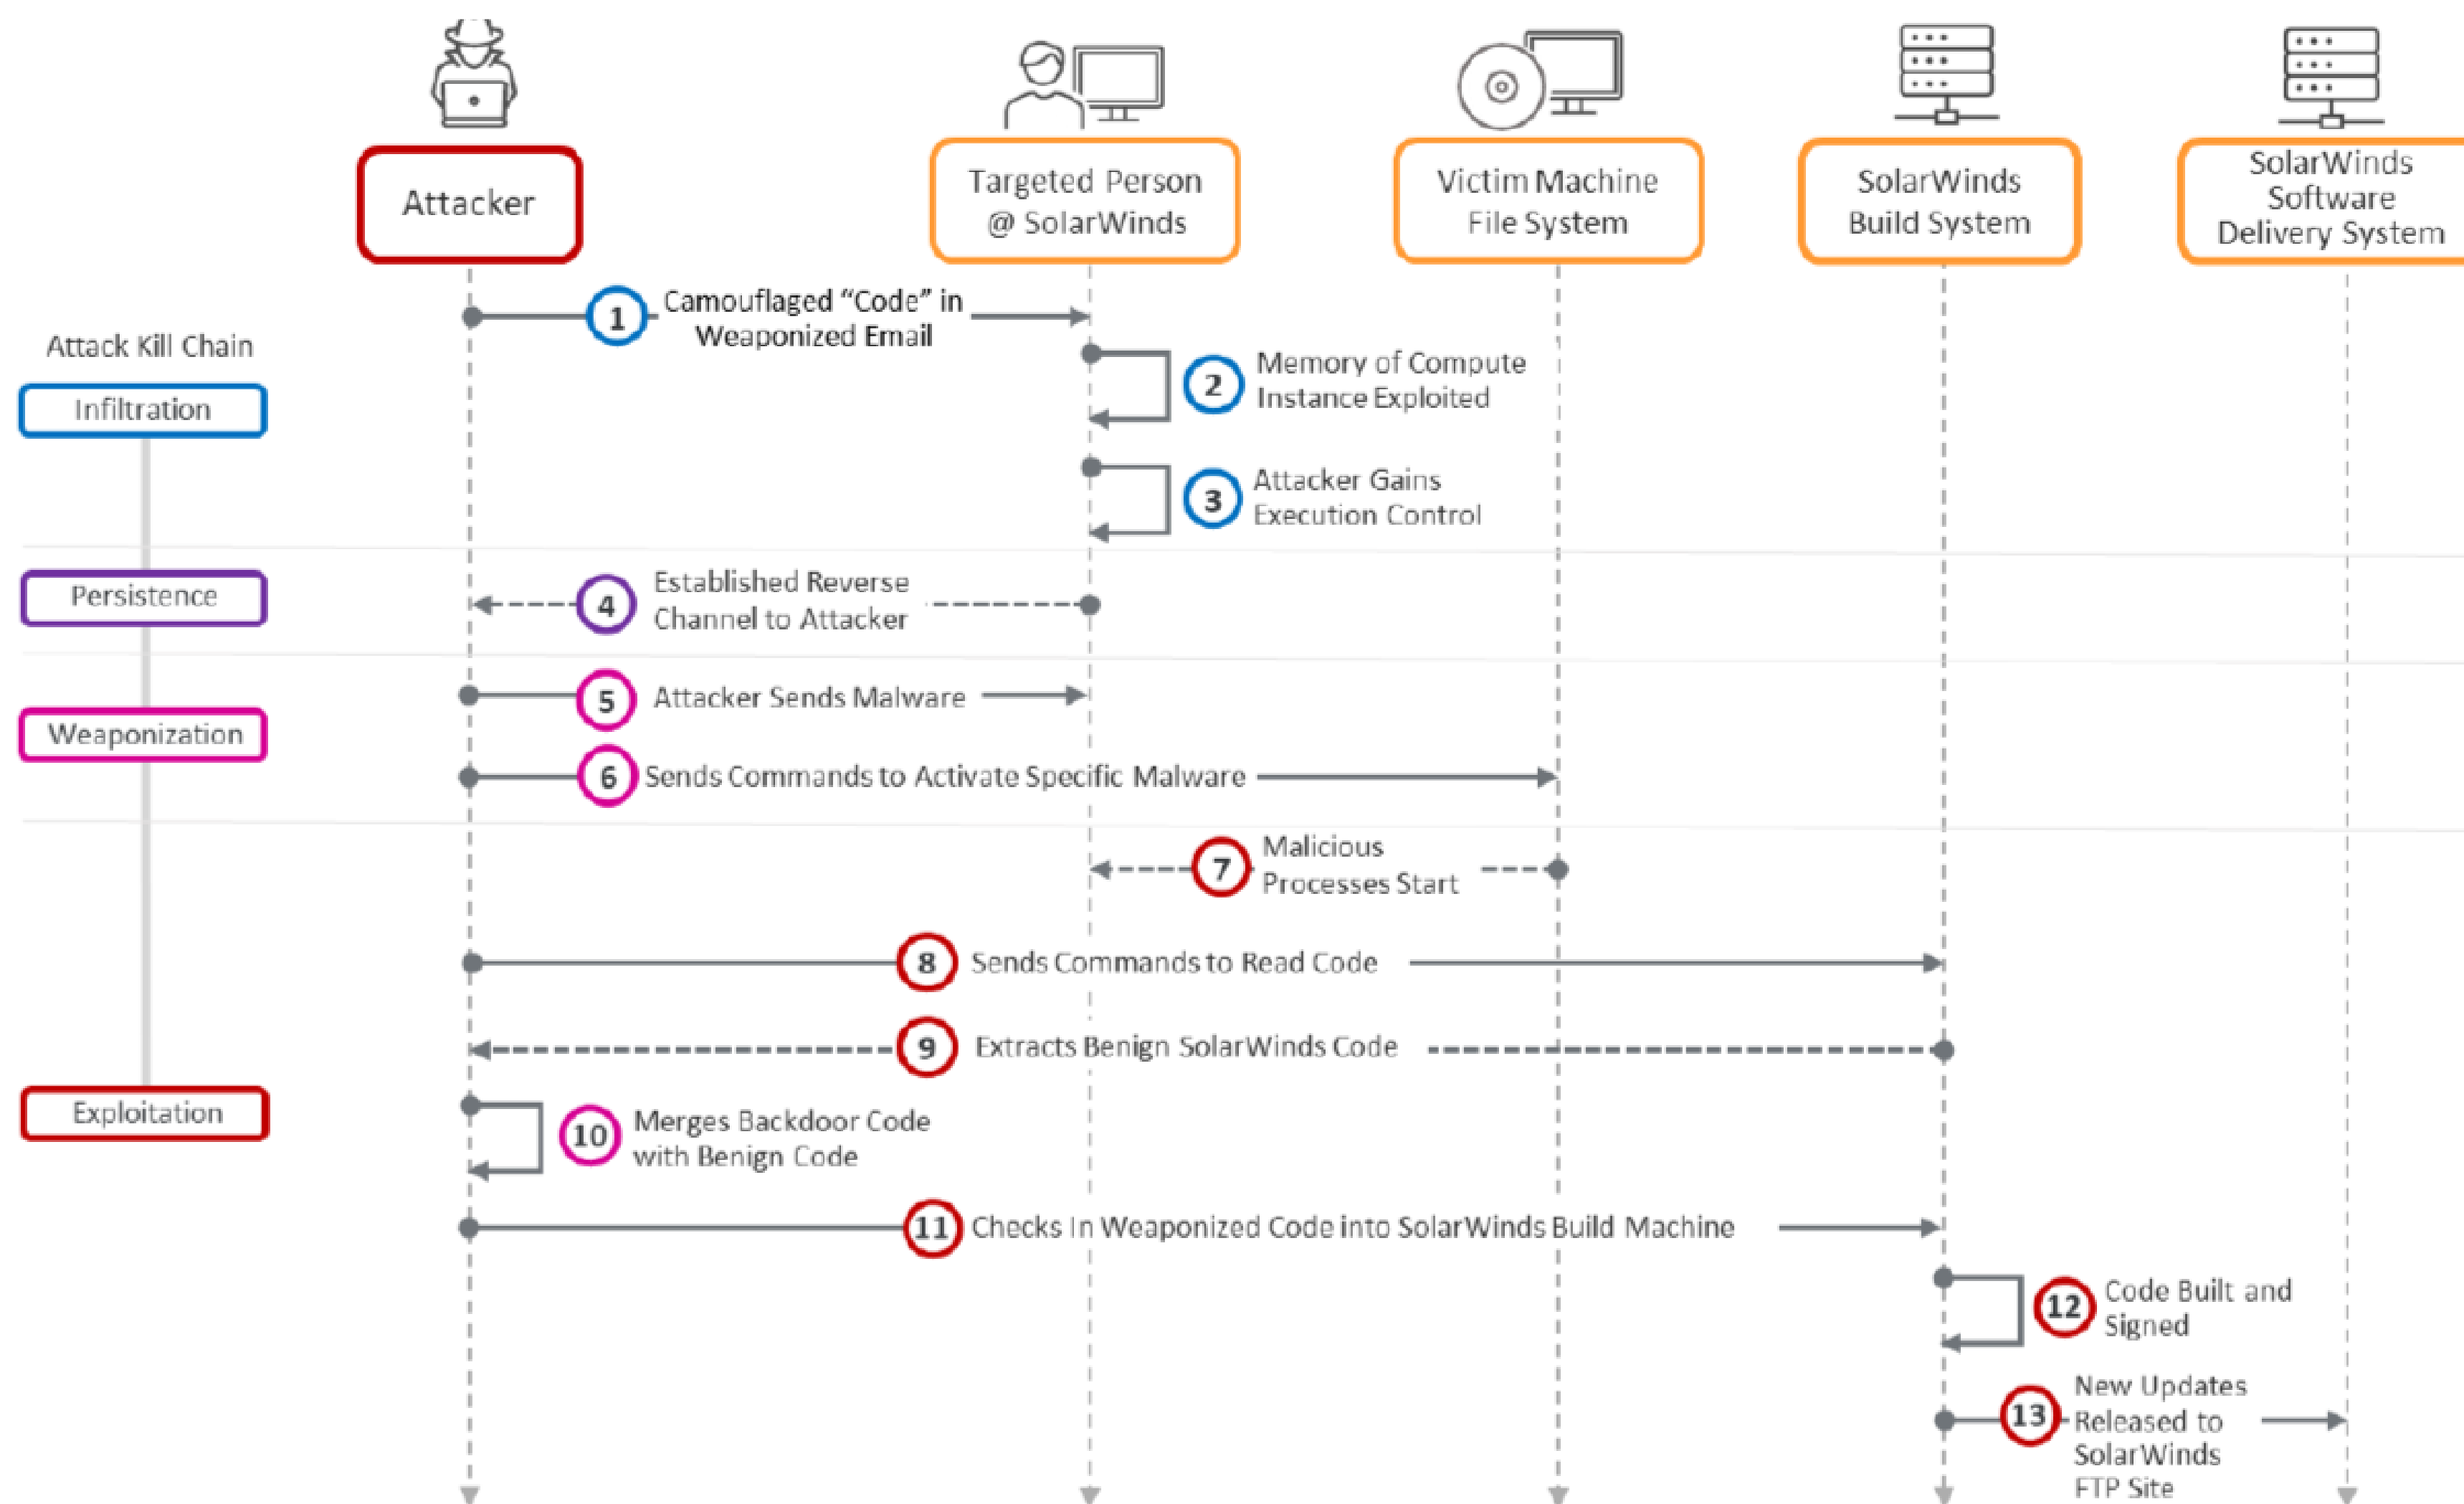 Attacker
Targeted Person
@ SolarWinds
Victim Machine
File System
SolarWinds
Build System
SolarWinds
Software
Delivery System
Attack Kill Chain
Infiltration
1
Camouflaged “Code” in
Weaponized Email
2
Memory of Compute
Instance Exploited
3
Attacker Gains
Execution Control
Persistence
4
Established Reverse
Channel to Attacker
Weaponization
5
Attacker Sends Malware
6
Sends Commands to Activate Specific Malware
7
Malicious
Processes Start
8
Sends Commands to Read Code
9
Extracts Benign SolarWinds Code
Exploitation
10
Merges Backdoor Code
with Benign Code
11
Checks In Weaponized Code into SolarWinds Build Machine
12
Code Built and
Signed
13
New Updates
Released to
SolarWinds
FTP Site